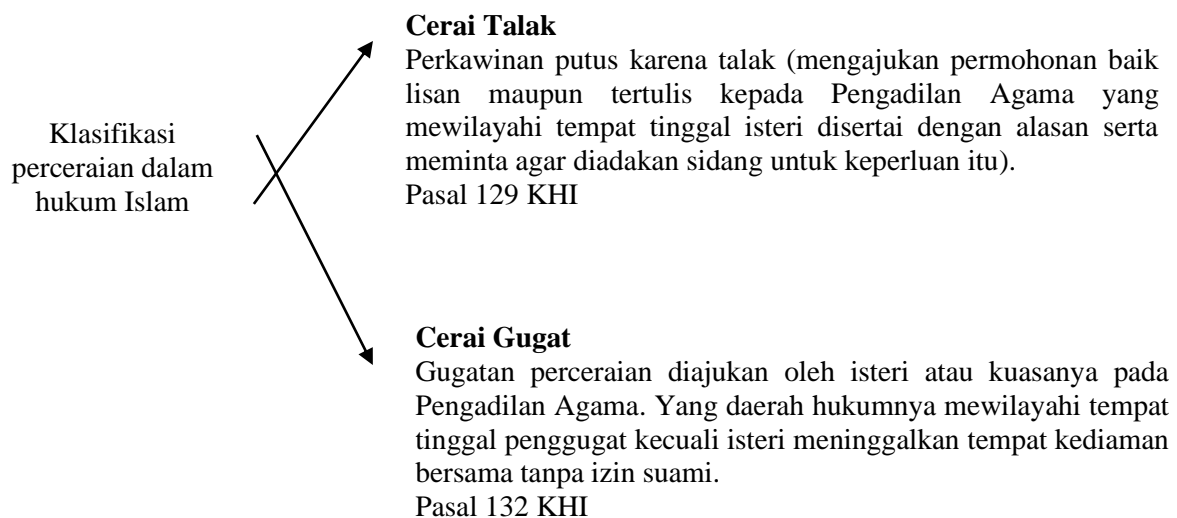 Klasifikasi
perceraian dalam
hukum Islam
Cerai Talak
Perkawinan putus karena talak (mengajukan permohonan baik
lisan maupun tertulis kepada Pengadilan Agama yang
mewilayahi tempat tinggal isteri disertai dengan alasan serta
meminta agar diadakan sidang untuk keperluan itu).
Pasal 129 KHI
Cerai Gugat
Gugatan perceraian diajukan oleh isteri atau kuasanya pada
Pengadilan Agama. Yang daerah hukumnya mewilayahi tempat
tinggal penggugat kecuali isteri meninggalkan tempat kediaman
bersama tanpa izin suami.
Pasal 132 KHI